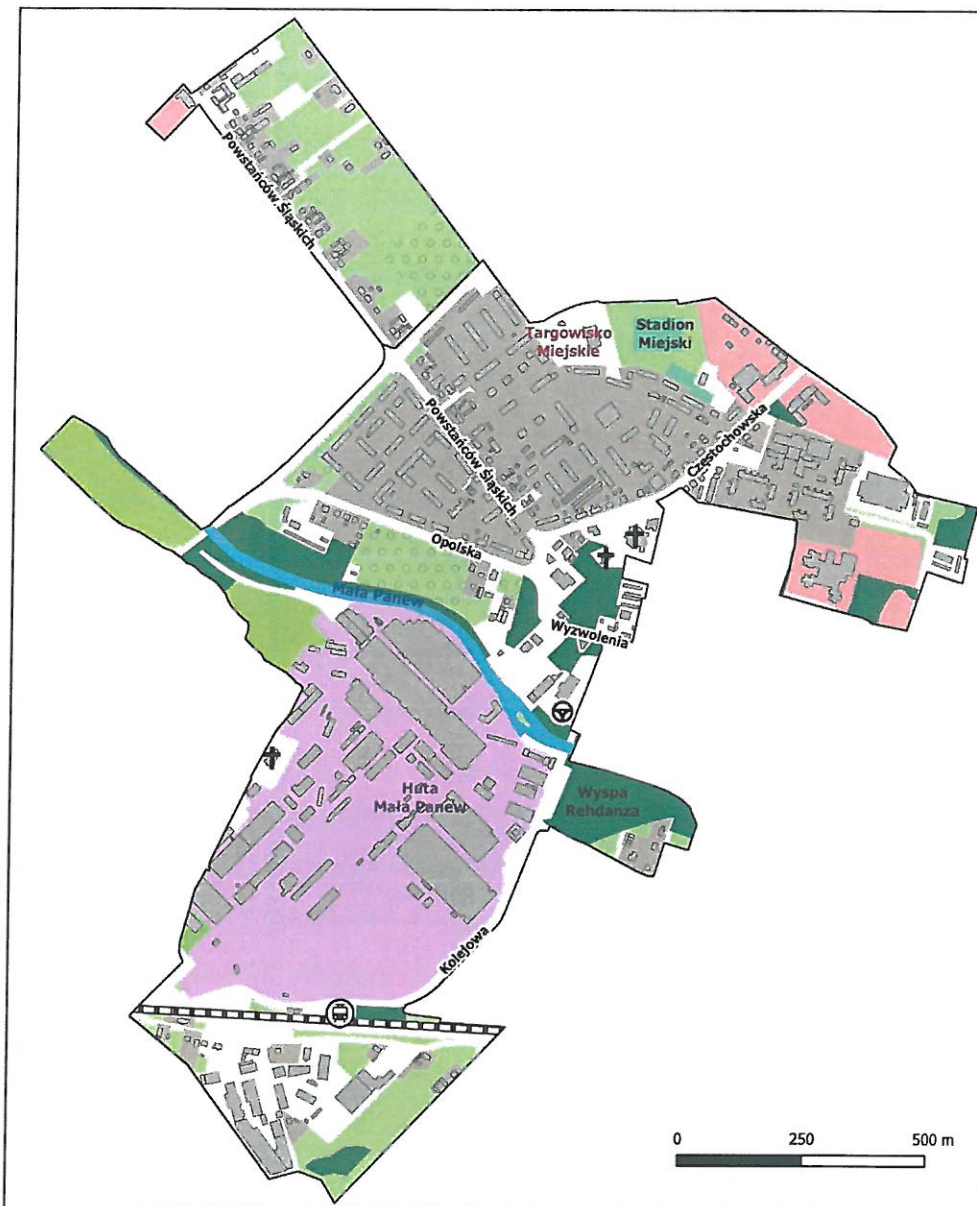 Powstańców Śląskich
Targowisko
Miejskie
Stadion
Miejski
Powstańców Śląskich
Częstochowska
Opolska
Mała Panew
Wyzwolenia
Huta
Mała Panew
Wyspa
Rehdanza
Kolejowa
0 250 500 m